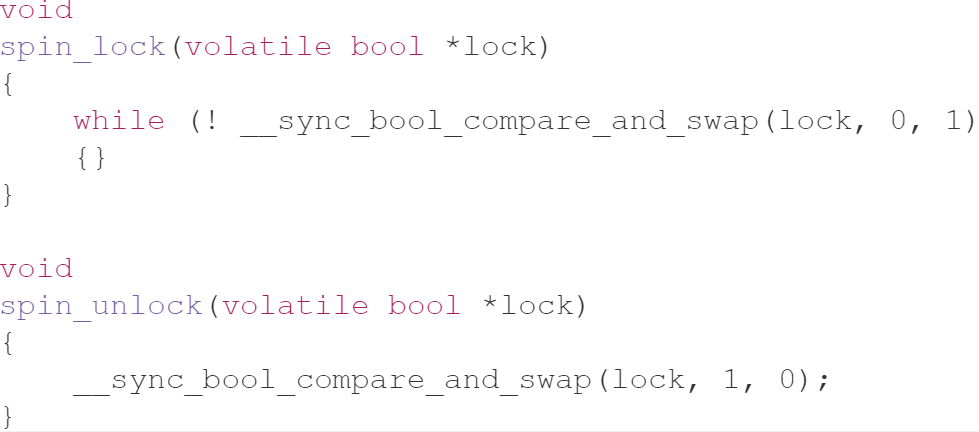 void
spin_lock(volatile bool *lock)
{
    while (! __sync_bool_compare_and_swap(lock, 0, 1)
    {}
}

void
spin_unlock(volatile bool *lock)
{
    __sync_bool_compare_and_swap(lock, 1, 0);
}